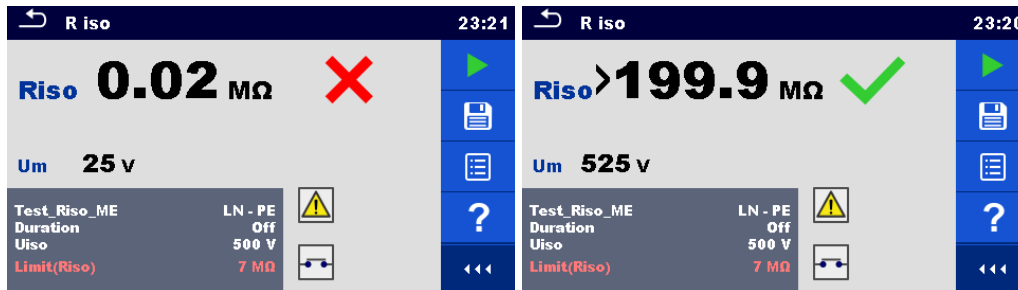 R iso 23:21
Riso 0.02 MΩ
Um 25 V
Test_Riso_ME LN - PE
Duration Off
Uiso 500 V
Limit(Riso) 7 MΩ
?
R iso 23:20
Riso >199.9 MΩ
Um 525 V
Test_Riso_ME LN - PE
Duration Off
Uiso 500 V
Limit(Riso) 7 MΩ
?